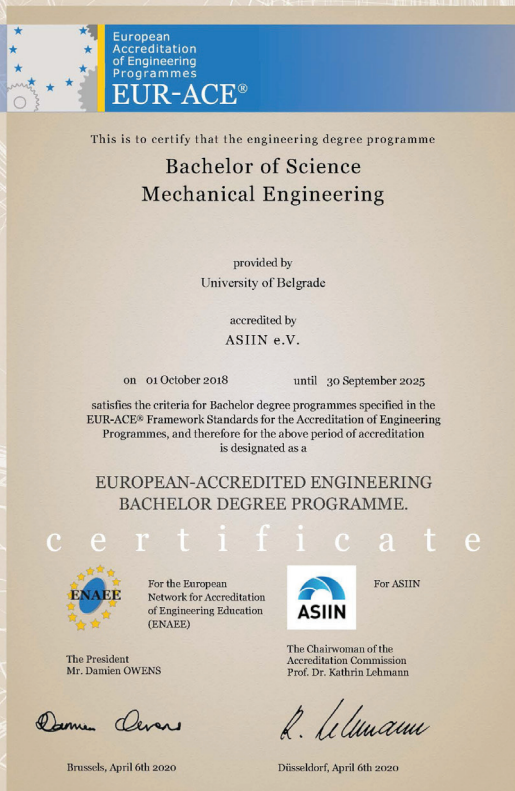 European
Accreditation
of Engineering
Programmes
EUR-ACE®
This is to certify that the engineering degree programme
Bachelor of Science
Mechanical Engineering
provided by
University of Belgrade
accredited by
ASIIN e.V.
on 01 October 2018 until 30 September 2025
satisfies the criteria for Bachelor degree programmes specified in the
EUR-ACE® Framework Standards for the Accreditation of Engineering
Programmes, and therefore for the above period of accreditation
is designated as a
EUROPEAN-ACCREDITED ENGINEERING
BACHELOR DEGREE PROGRAMME.
certificate
ENAEE
For the European
Network for Accreditation
of Engineering Education
(ENAEE)
The President
Mr. Damien OWENS
Damien Owens
Brussels, April 6th 2020
ASIIN
For ASIIN
The Chairwoman of the
Accreditation Commission
Prof. Dr. Kathrin Lehmann
K. Lehmann
Düsseldorf, April 6th 2020